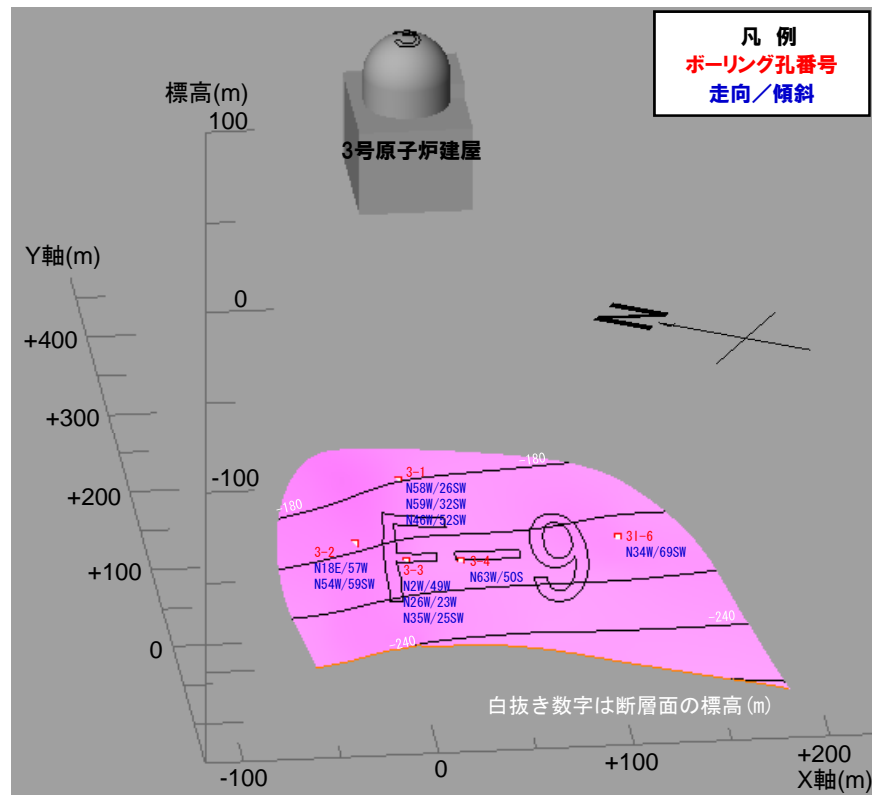 凡 例
ボーリング孔番号
走向／傾斜
標高(m)
100
3号原子炉建屋
Y軸(m)
0
N
+400
+300
-100
+200
+100
0
-180
-180
3-1
N58W/26SW
N59W/32SW
N46W/52SW
F-9
3-2
N18E/57W
N54W/59SW
3-3
N2W/49W
N26W/23W
N35W/25SW
3-4
N63W/50S
3I-6
N34W/69SW
-240
-240
白抜き数字は断層面の標高(m)
-100
0
+100
+200
X軸(m)